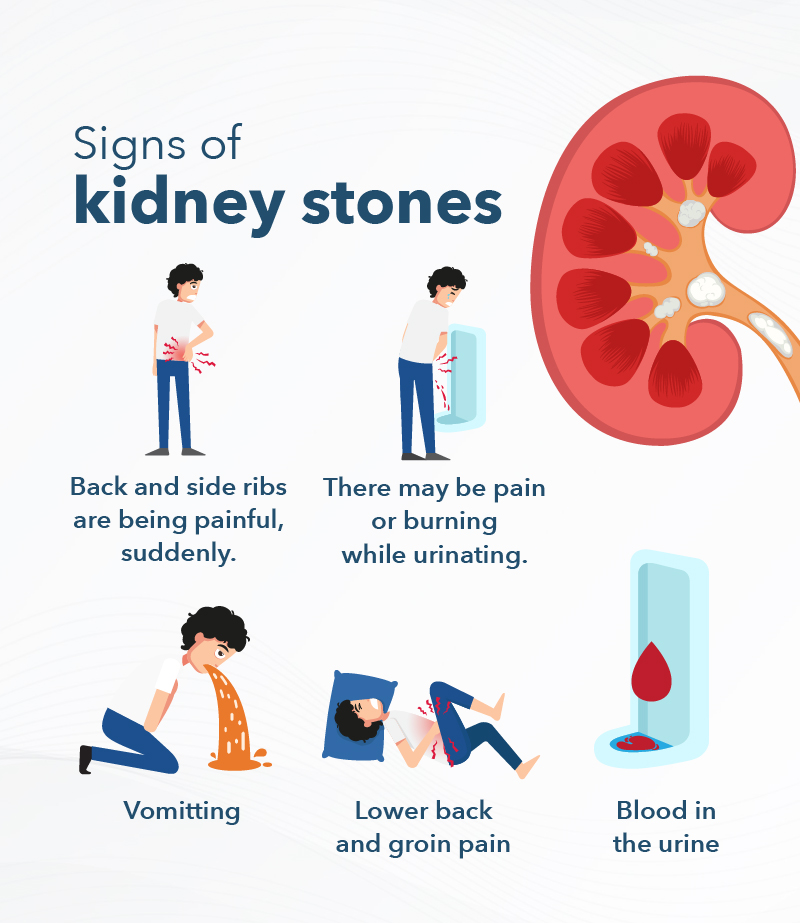 Signs of
kidney stones
Back and side ribs
are being painful,
suddenly.
There may be pain
or burning
while urinating.
Vomitting
Lower back
and groin pain
Blood in
the urine